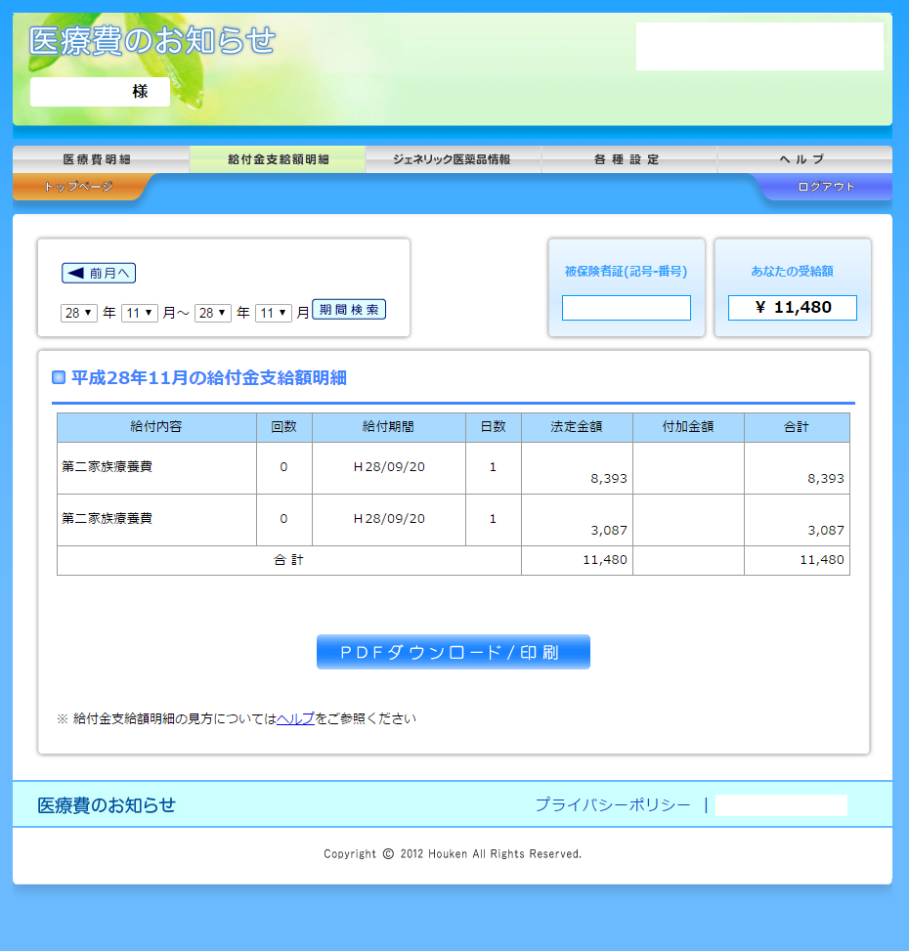 医療費のお知らせ
様
医療費明細 給付金支給額明細 ジェネリック医薬品情報 各種設定 ヘルプ
トップページ ログアウト
◀ 前月へ
28 ▼ 年 11 ▼ 月～ 28 ▼ 年 11 ▼ 月 期間検索
被保険者証(記号-番号) あなたの受給額
¥ 11,480
平成28年11月の給付金支給額明細
給付内容 回数 給付期間 日数 法定金額 付加金額 合計
第二家族療養費 0 H28/09/20 1 8,393 8,393
第二家族療養費 0 H28/09/20 1 3,087 3,087
合計 11,480 11,480
PDFダウンロード/印刷
※ 給付金支給額明細の見方についてはヘルプをご参照ください
医療費のお知らせ プライバシーポリシー |
Copyright © 2012 Houken All Rights Reserved.